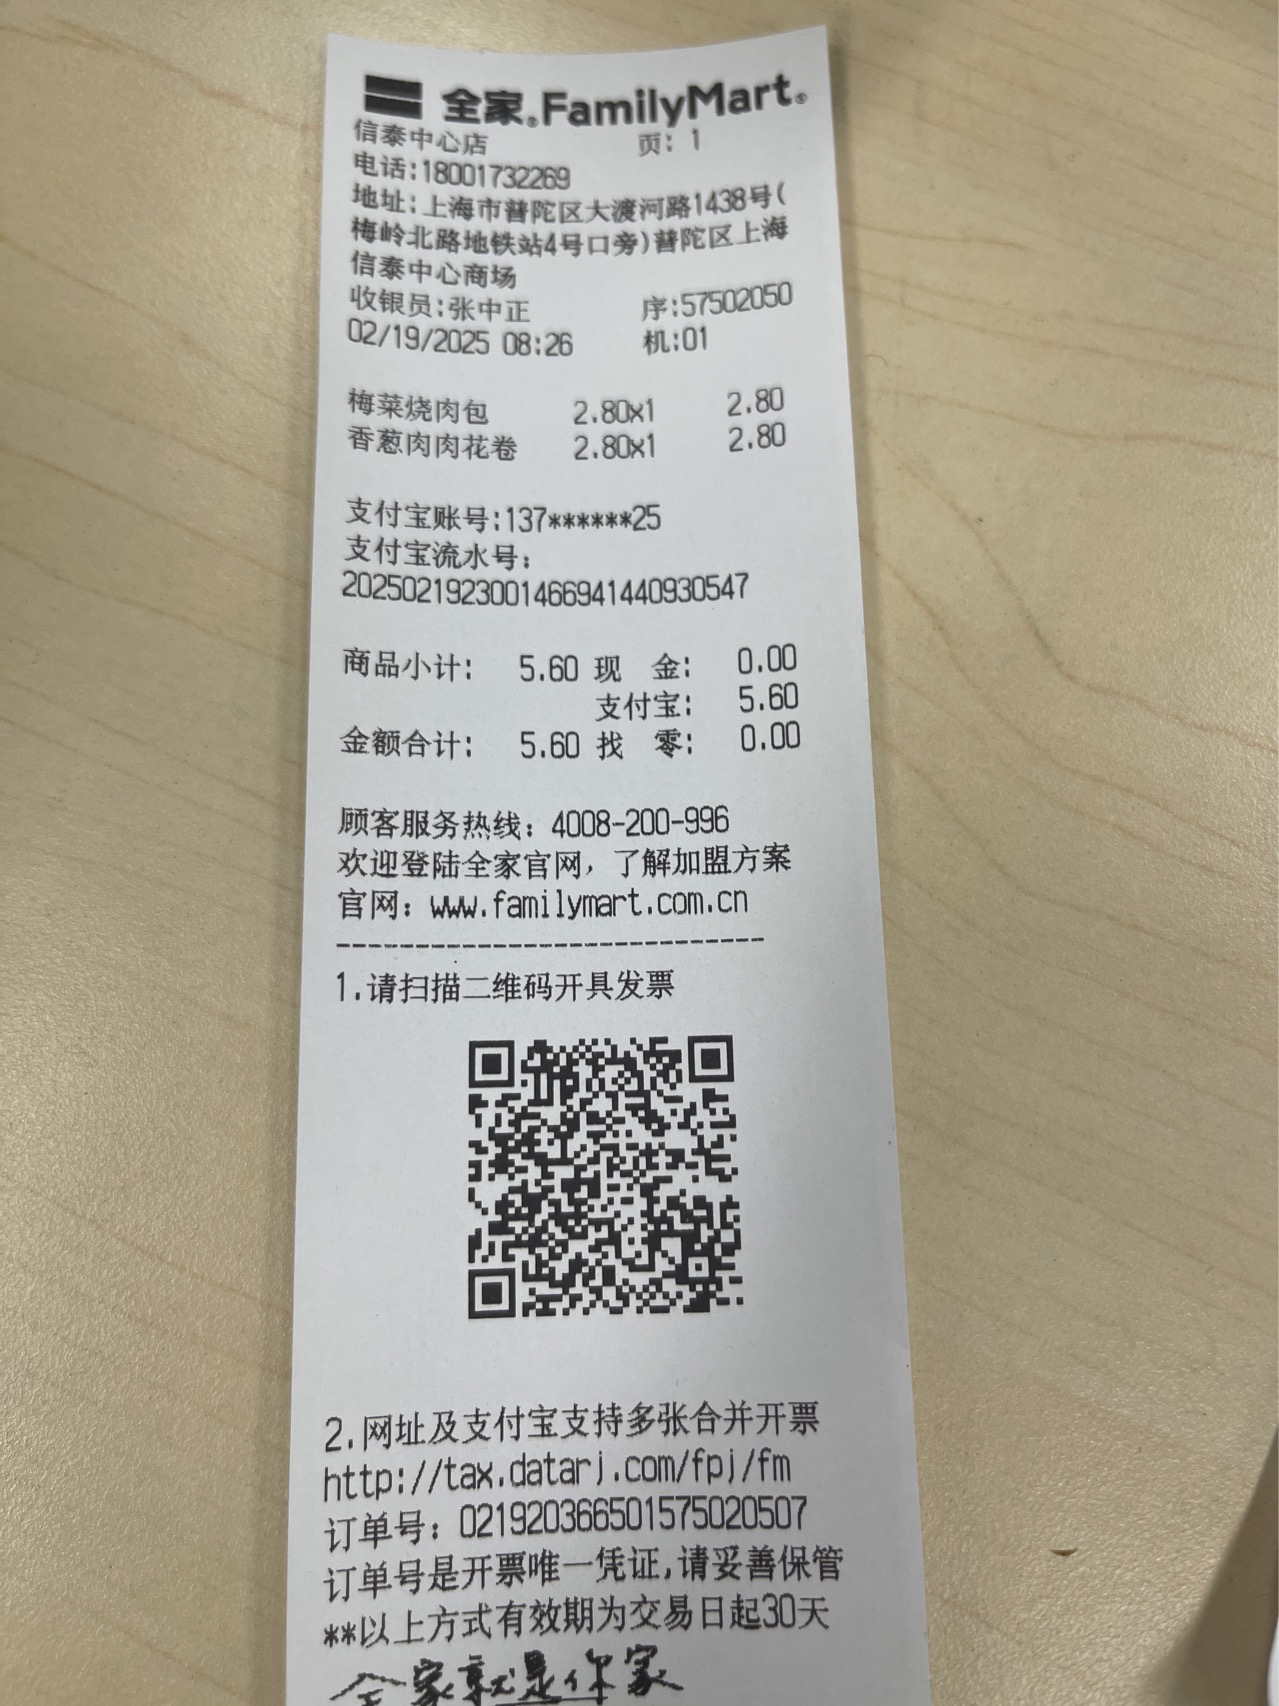 全家®FamilyMart®
信泰中心店 页: 1
电话:18001732269
地址:上海市普陀区大渡河路1438号(
梅岭北路地铁站4号口旁)普陀区上海
信泰中心商场
收银员:张中正 序:57502050
02/19/2025 08:26 机:01
梅菜烧肉包 2.80x1 2.80
香葱肉肉花卷 2.80x1 2.80
支付宝账号:137******25
支付宝流水号:
2025021923001466941440930547
商品小计: 5.60 现 金: 0.00
支付宝: 5.60
金额合计: 5.60 找 零: 0.00
顾客服务热线: 4008-200-996
欢迎登陆全家官网, 了解加盟方案
官网: www.familymart.com.cn
----------------------------
1.请扫描二维码开具发票
2.网址及支付宝支持多张合并开票
http://tax.datarj.com/fpj/fm
订单号: 021920366501575020507
订单号是开票唯一凭证,请妥善保管
**以上方式有效期为交易日起30天
全家就是你家